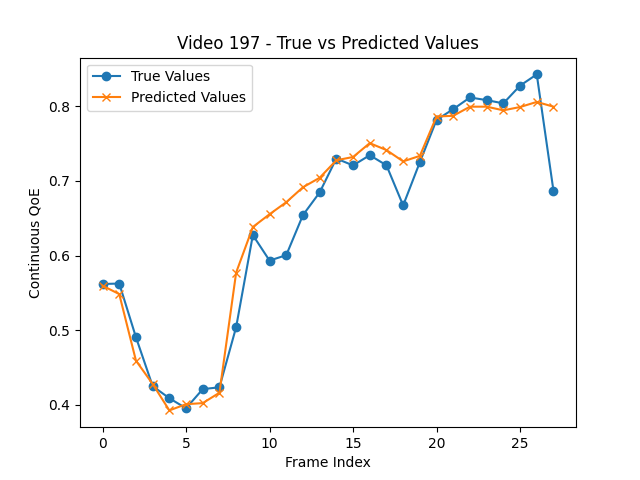 Video 197 - True vs Predicted Values
True Values
Predicted Values
Continuous QoE
0.8
0.7
0.6
0.5
0.4
0 5 10 15 20 25
Frame Index